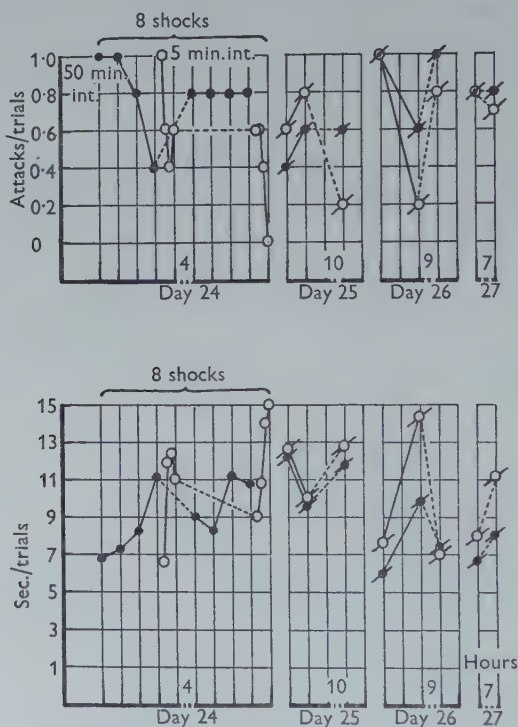 8 shocks
5 min. int.
50 min. int.
Attacks/trials
1·0
0·8
0·6
0·4
0·2
0
4
10
9
7
Day 24
Day 25
Day 26
27
8 shocks
Sec./trials
15
13
11
9
7
5
3
1
Hours
4
10
9
7
Day 24
Day 25
Day 26
27